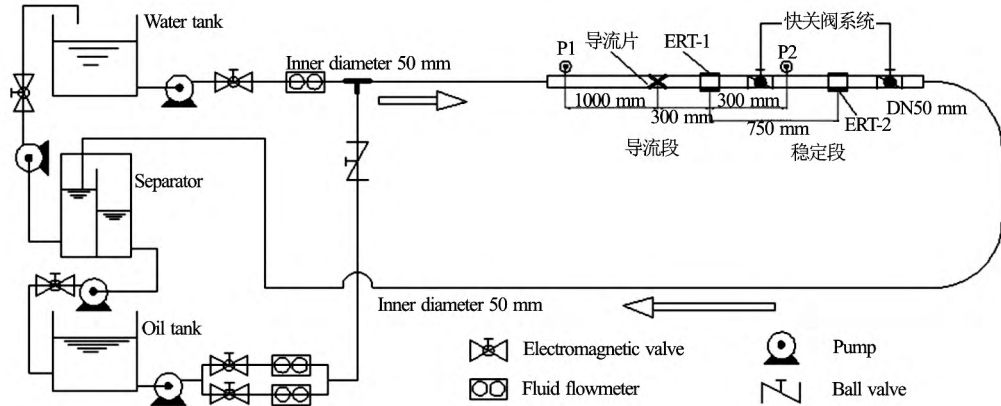 Water tank
Inner diameter 50 mm
P1
导流片
ERT-1
快关阀系统
P2
1000 mm
300 mm
300 mm
750 mm
ERT-2
DN50 mm
导流段
稳定段
Separator
Inner diameter 50 mm
Oil tank
Electromagnetic valve
Pump
Fluid flowmeter
Ball valve